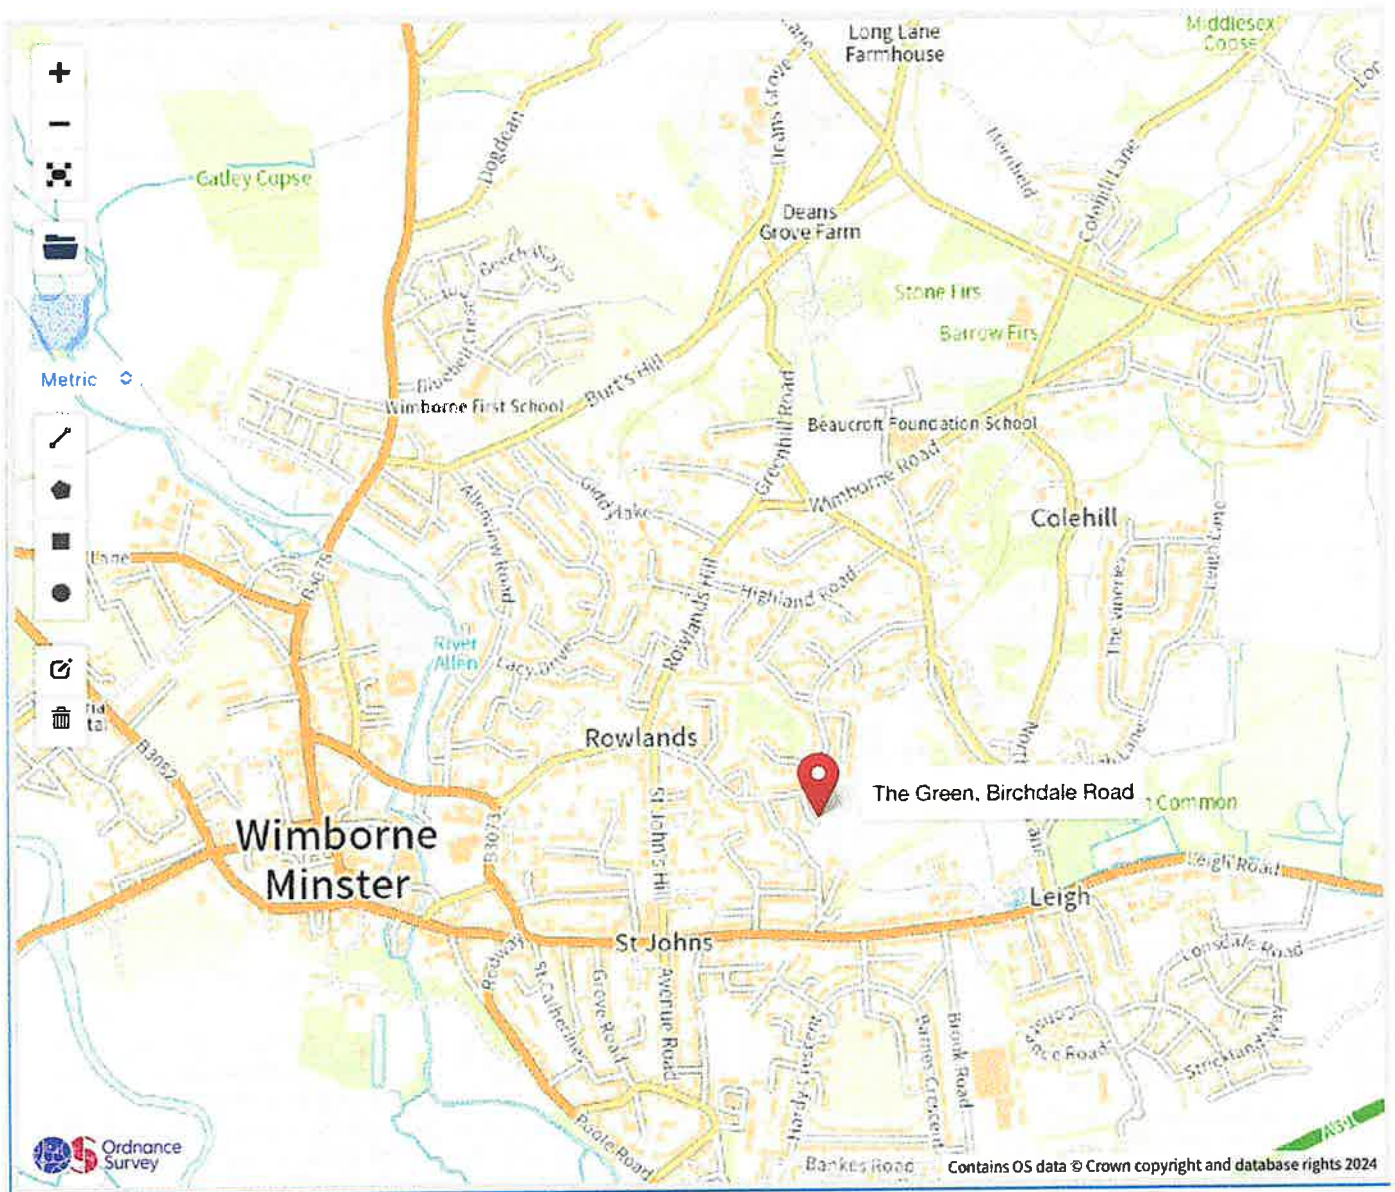 Long Lane
Farmhouse
Middlesex
Copse
Lane
Deans Grove
Dogdean
Merrifield
Colehill Lane
Gatley Copse
Deans
Grove Farm
Beech Way
Stone Firs
Barrow Firs
Bluebell Cres
Metric
Burt's Hill
Wimborne First School
Greenhill Road
Beaucroft Foundation School
Wimborne Road
Allenview Road
Giddylake
Colehill
Leigh Lane
Lane
B3078
Highland Road
The Vineries
Rowlands Hill
River
Allen
Lacy Drive
B3082
Rowlands
The Green, Birchdale Road
Common
St John's Hill
Wimborne
Minster
B3073
Leigh Road
Leigh
St Johns
Rodway
St Catherines
Grove Road
Avenue Road
Hardy Crescent
Barnes Crescent
Brook Road
Lonsdale Road
Road
Strickland Way
Poole Road
A31
Bankes Road
Ordnance
Survey
Contains OS data © Crown copyright and database rights 2024